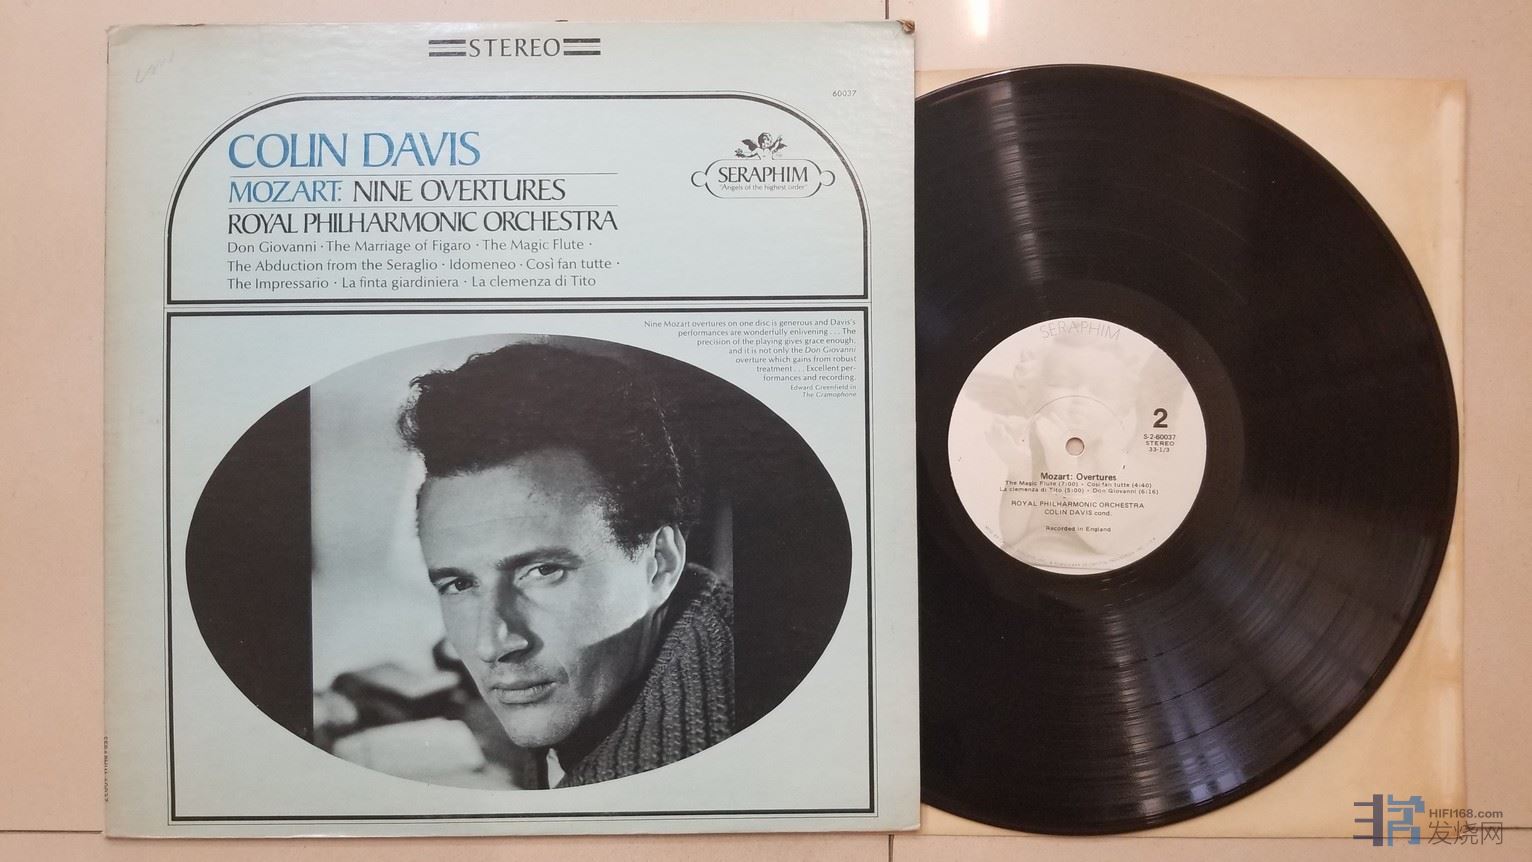 STEREO
60037
COLIN DAVIS
MOZART: NINE OVERTURES
ROYAL PHILHARMONIC ORCHESTRA
Don Giovanni · The Marriage of Figaro · The Magic Flute ·
The Abduction from the Seraglio · Idomeneo · Così fan tutte ·
The Impressario · La finta giardiniera · La clemenza di Tito
SERAPHIM
"Angels of the highest order"
Nine Mozart overtures on one disc is generous and Davis's
performances are wonderfully enlivening . . . The
precision of the playing gives grace enough,
and it is not only the Don Giovanni
overture which gains from robust
treatment . . . Excellent per-
formances and recording.
Edward Greenfield in
The Gramophone
SERAPHIM
2
S-2-60037
STEREO
33-1/3
Mozart: Overtures
The Magic Flute (7:00) - Così fan tutte (4:40)
La clemenza di Tito (5:00) - Don Giovanni (6:16)
ROYAL PHILHARMONIC ORCHESTRA
COLIN DAVIS cond.
Recorded in England
HIFI168.com
发烧网